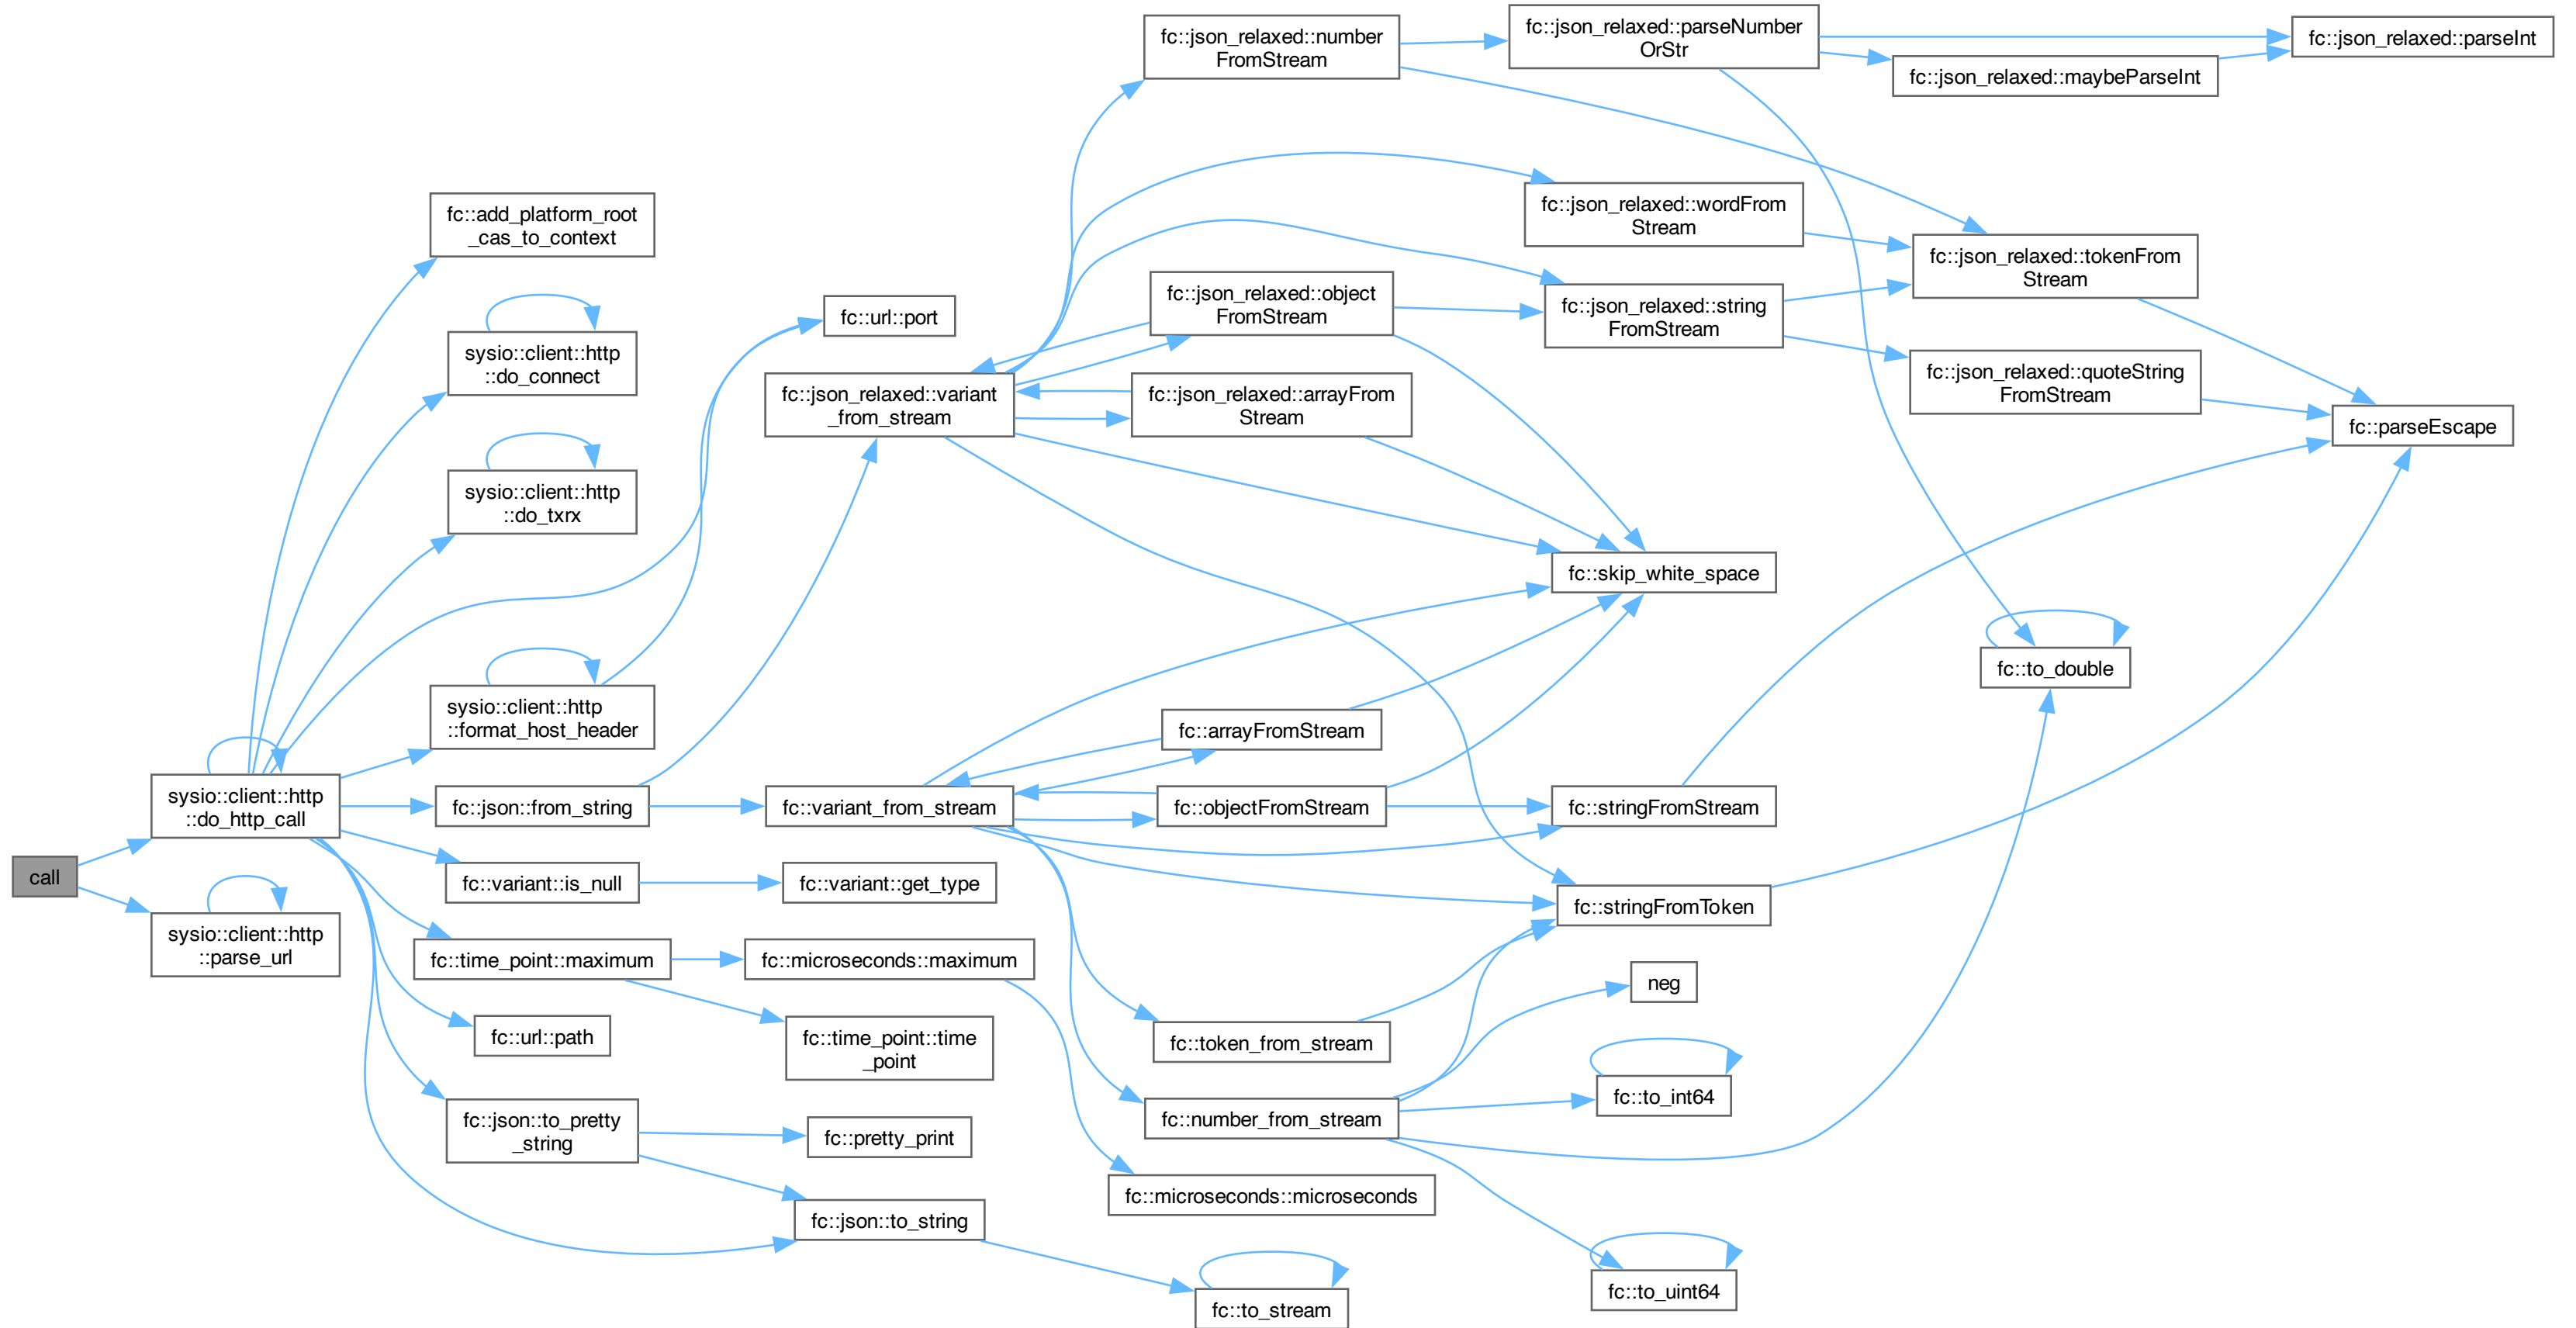 call
sysio::client::http
::do_http_call
sysio::client::http
::parse_url
fc::add_platform_root
_cas_to_context
sysio::client::http
::do_connect
sysio::client::http
::do_txrx
sysio::client::http
::format_host_header
fc::json::from_string
fc::variant::is_null
fc::time_point::maximum
fc::url::path
fc::json::to_pretty
_string
fc::url::port
fc::json_relaxed::variant
_from_stream
fc::variant_from_stream
fc::variant::get_type
fc::microseconds::maximum
fc::time_point::time
_point
fc::pretty_print
fc::json::to_string
fc::json_relaxed::number
FromStream
fc::json_relaxed::object
FromStream
fc::json_relaxed::arrayFrom
Stream
fc::arrayFromStream
fc::objectFromStream
fc::token_from_stream
fc::number_from_stream
fc::microseconds::microseconds
fc::to_stream
fc::json_relaxed::parseNumber
OrStr
fc::json_relaxed::wordFrom
Stream
fc::json_relaxed::string
FromStream
fc::skip_white_space
fc::stringFromStream
fc::stringFromToken
neg
fc::to_int64
fc::to_uint64
fc::json_relaxed::maybeParseInt
fc::json_relaxed::tokenFrom
Stream
fc::json_relaxed::quoteString
FromStream
fc::to_double
fc::json_relaxed::parseInt
fc::parseEscape